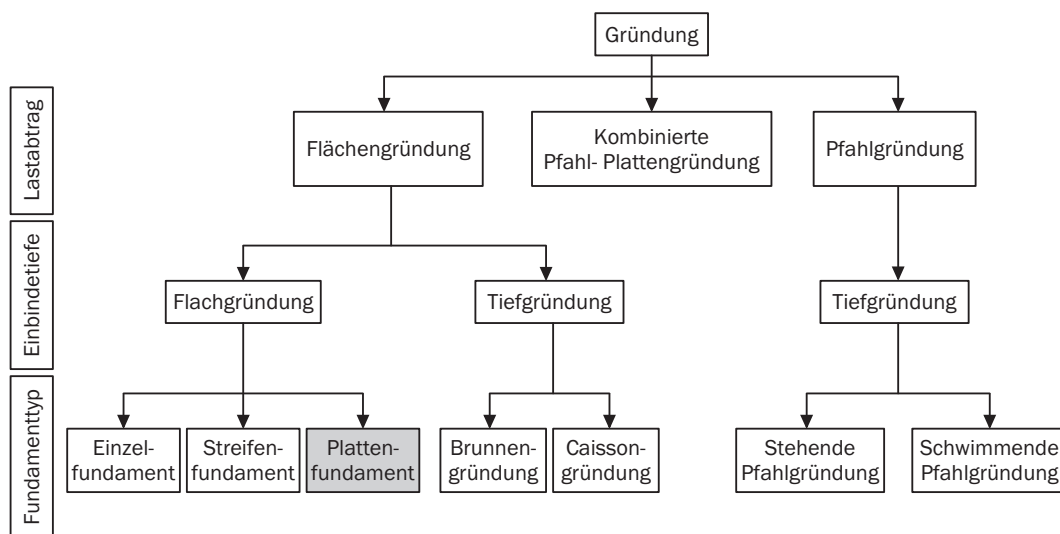 Gründung
Lastabtrag
Flächengründung
Kombinierte
Pfahl- Plattengründung
Pfahlgründung
Einbindetiefe
Flachgründung
Tiefgründung
Tiefgründung
Fundamenttyp
Einzel-
fundament
Streifen-
fundament
Platten-
fundament
Brunnen-
gründung
Caisson-
gründung
Stehende
Pfahlgründung
Schwimmende
Pfahlgründung